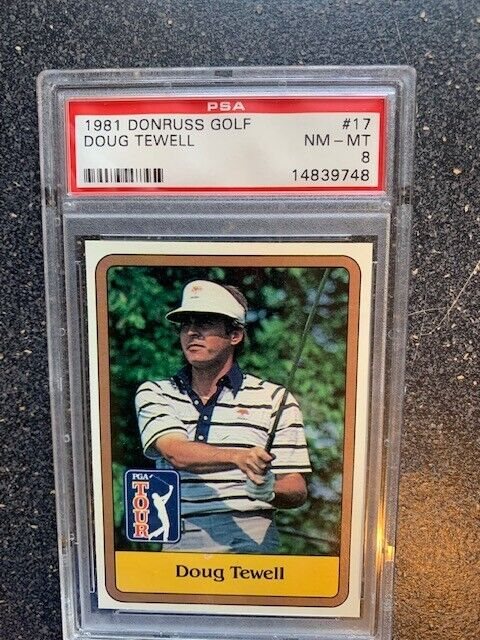 PSA
1981 DONRUSS GOLF #17
DOUG TEWELL NM - MT
8
14839748
PGA
TOUR
Doug Tewell